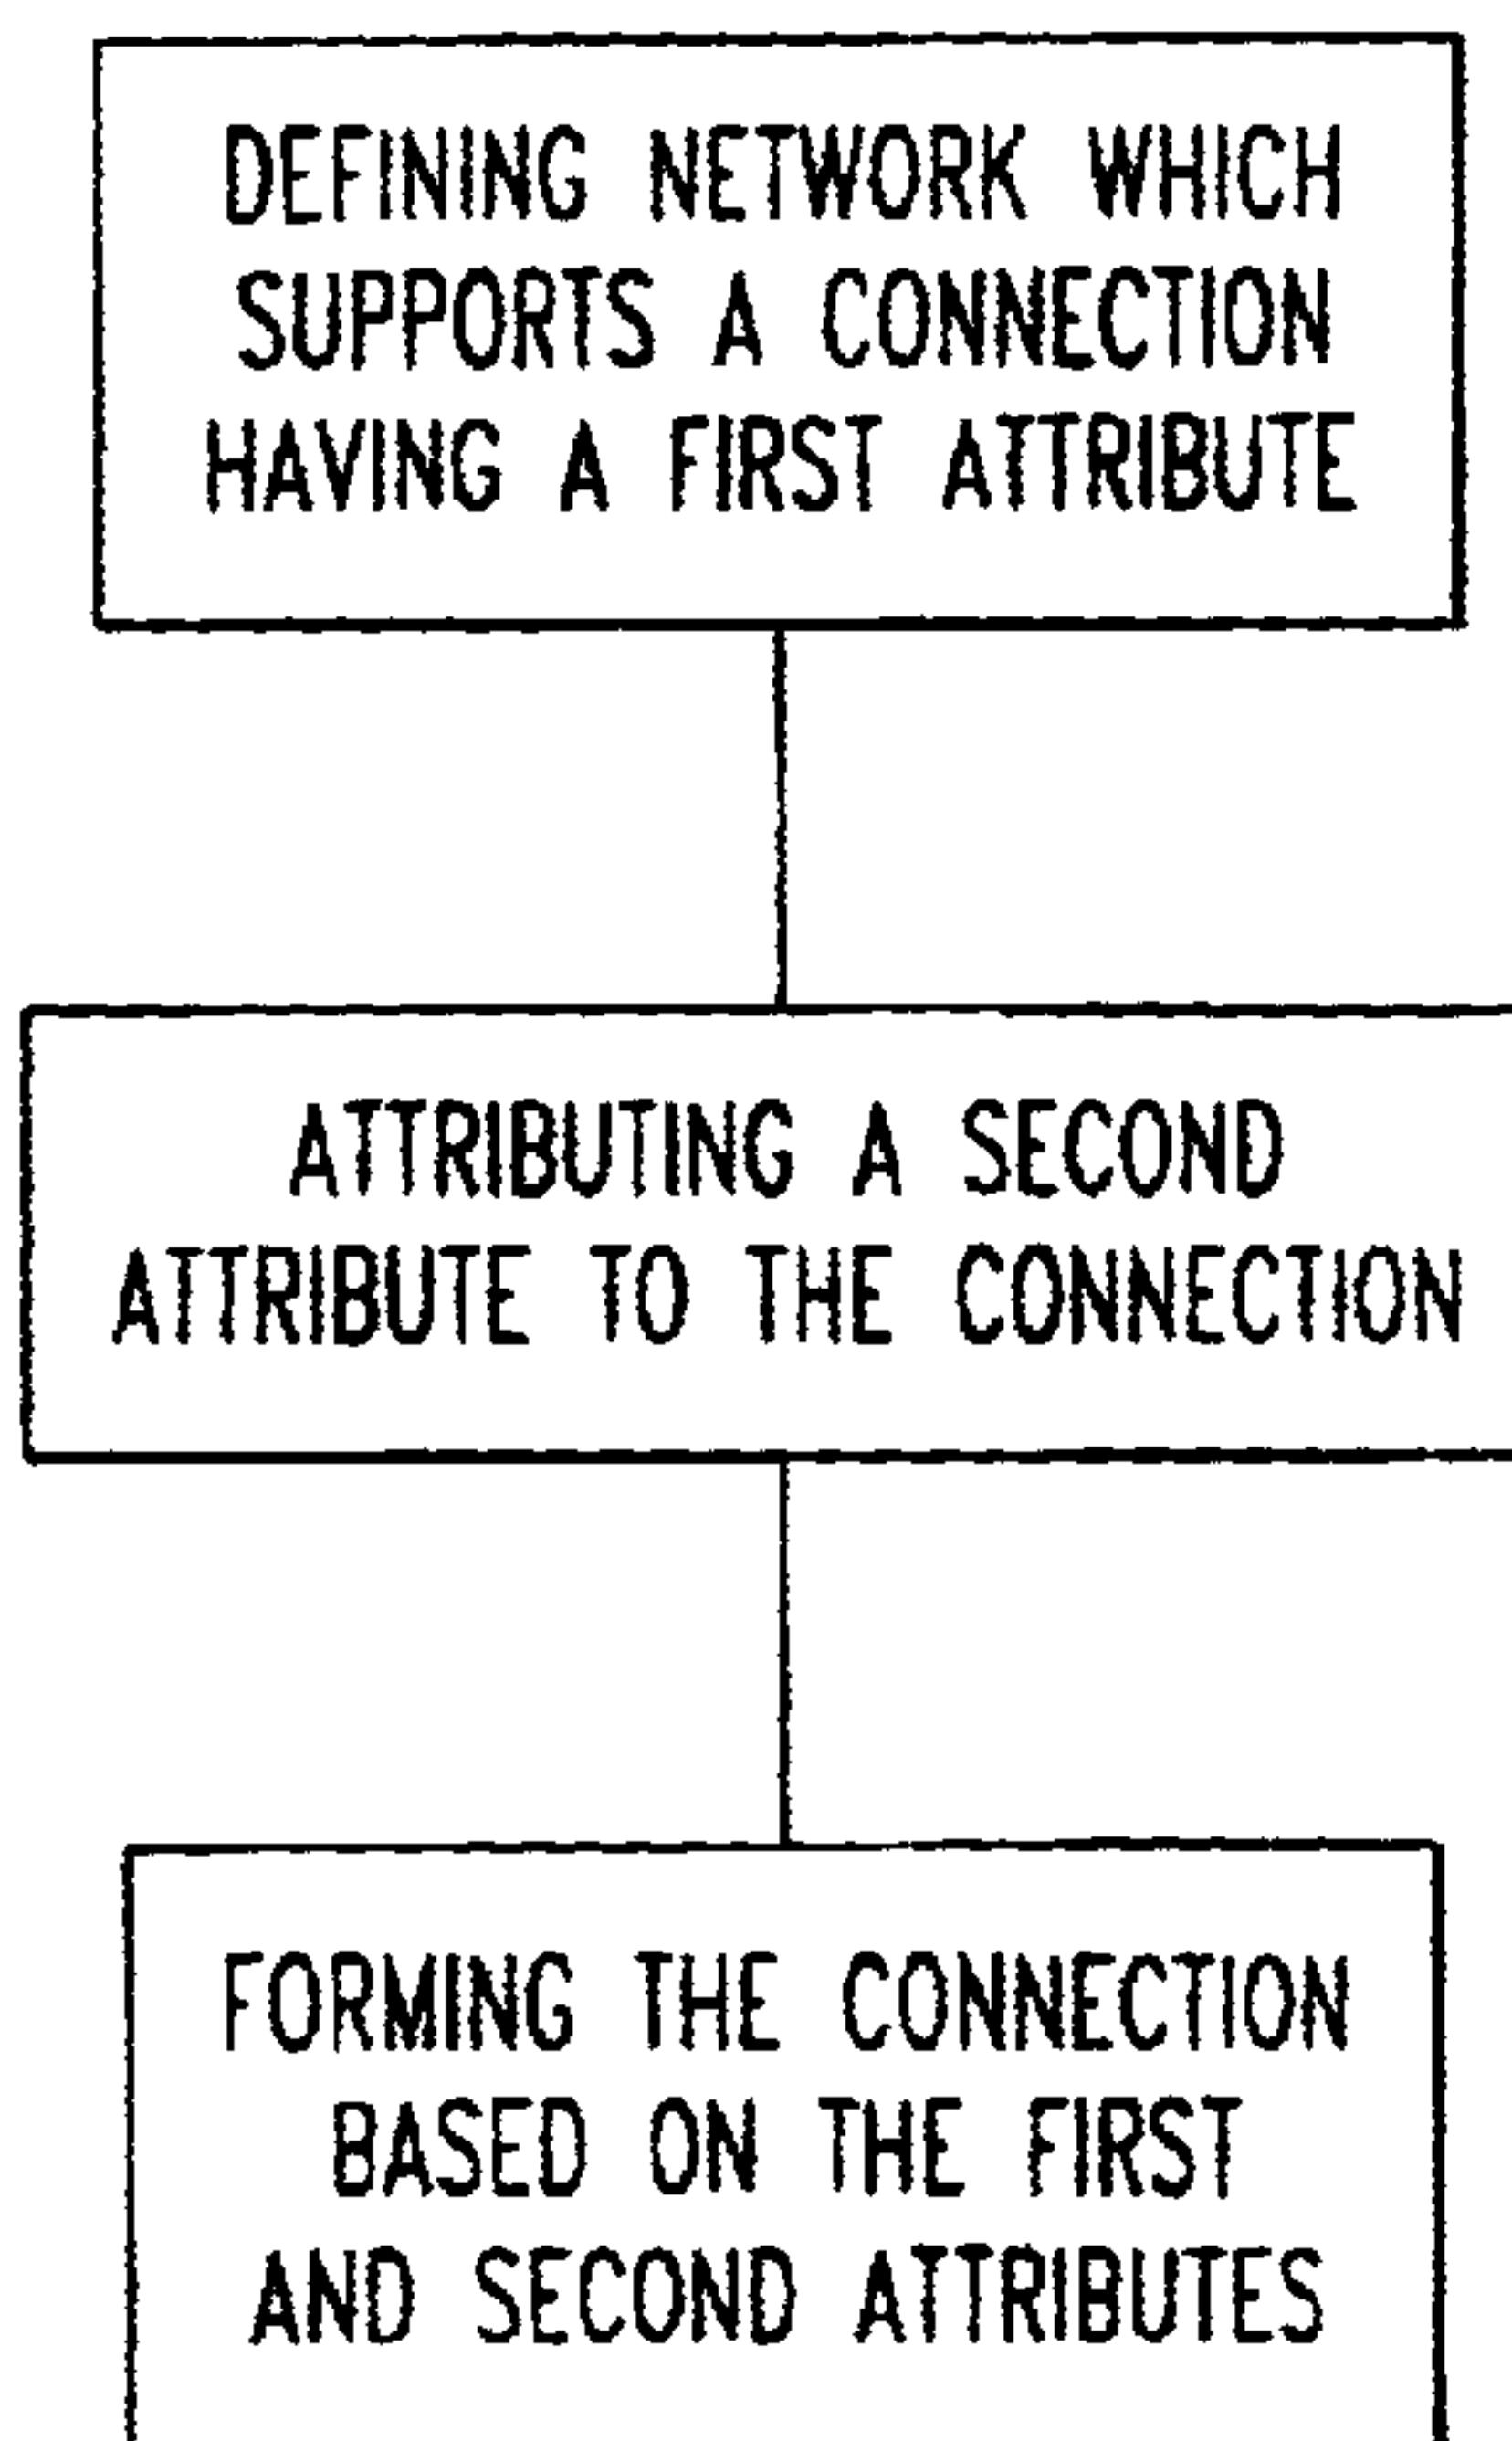 DEFINING NETWORK WHICH
SUPPORTS A CONNECTION
HAVING A FIRST ATTRIBUTE
ATTRIBUTING A SECOND
ATTRIBUTE TO THE CONNECTION
FORMING THE CONNECTION
BASED ON THE FIRST
AND SECOND ATTRIBUTES